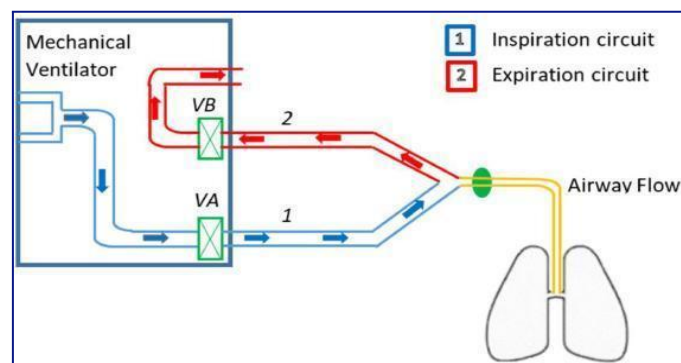 Mechanical
Ventilator
1 Inspiration circuit
2 Expiration circuit
VB
2
VA
1
Airway Flow